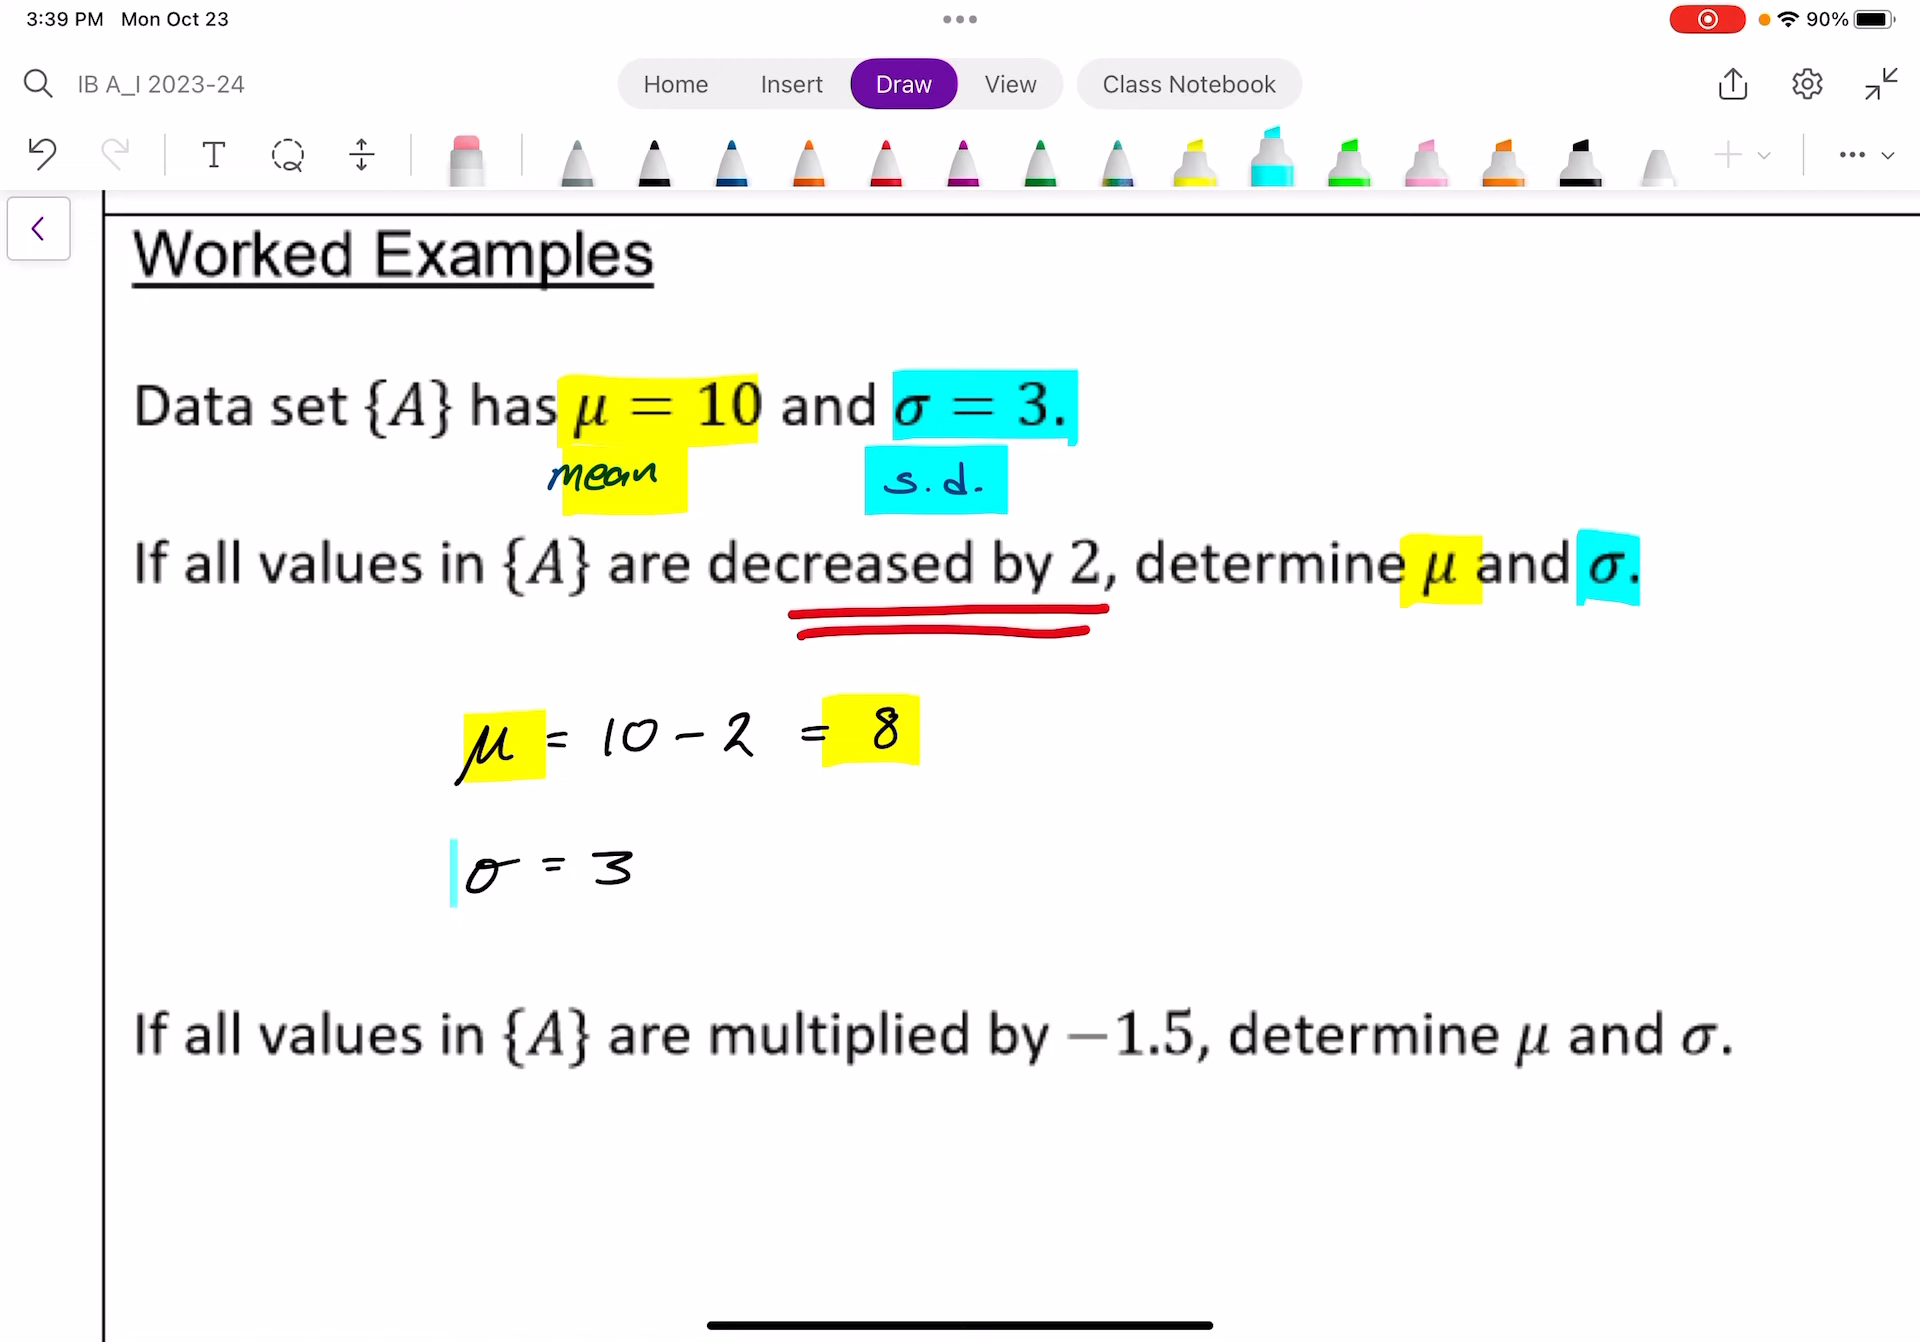 3:39 PM Mon Oct 23
90%
IB A_I 2023-24
Home Insert Draw View Class Notebook
T
Worked Examples
Data set {A} has μ = 10 and σ = 3.
mean s.d.
If all values in {A} are decreased by 2, determine μ and σ.
μ = 10 - 2 = 8
σ = 3
If all values in {A} are multiplied by −1.5, determine μ and σ.